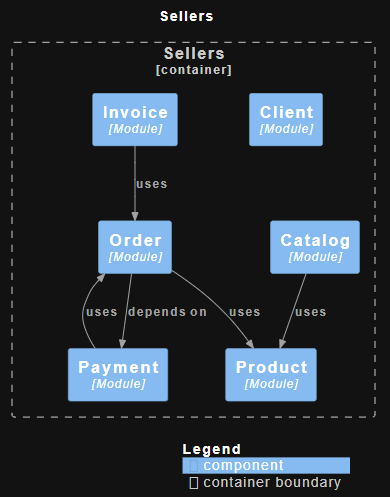 Sellers
Sellers
[container]
Invoice
[Module]
Client
[Module]
uses
Order
[Module]
Catalog
[Module]
uses
depends on
uses
uses
Payment
[Module]
Product
[Module]
Legend
component
container boundary